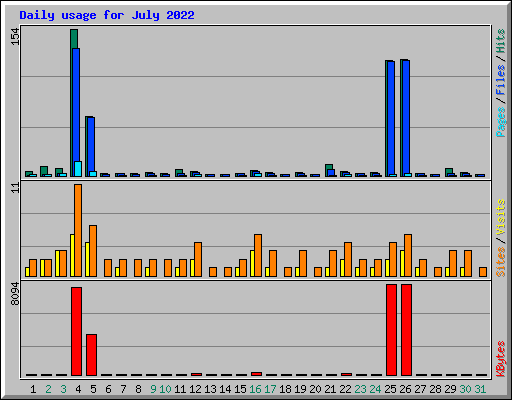 Daily usage for July 2022
154
Pages / Files / Hits
11
Sites / Visits
8094
KBytes
1 2 3 4 5 6 7 8 9 10 11 12 13 14 15 16 17 18 19 20 21 22 23 24 25 26 27 28 29 30 31